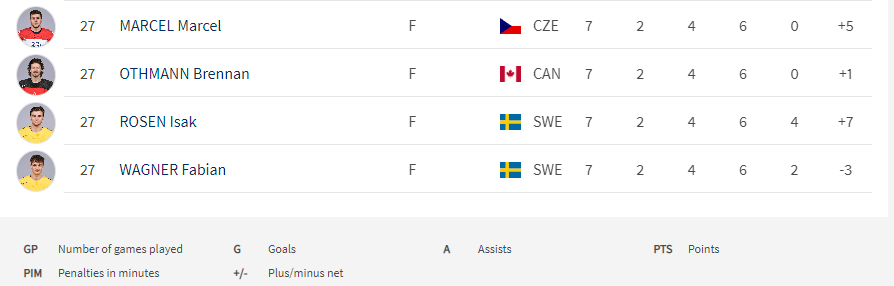 27 MARCEL Marcel F CZE 7 2 4 6 0 +5
27 OTHMANN Brennan F CAN 7 2 4 6 0 +1
27 ROSEN Isak F SWE 7 2 4 6 4 +7
27 WAGNER Fabian F SWE 7 2 4 6 2 -3
GP Number of games played G Goals A Assists PTS Points
PIM Penalties in minutes +/- Plus/minus net